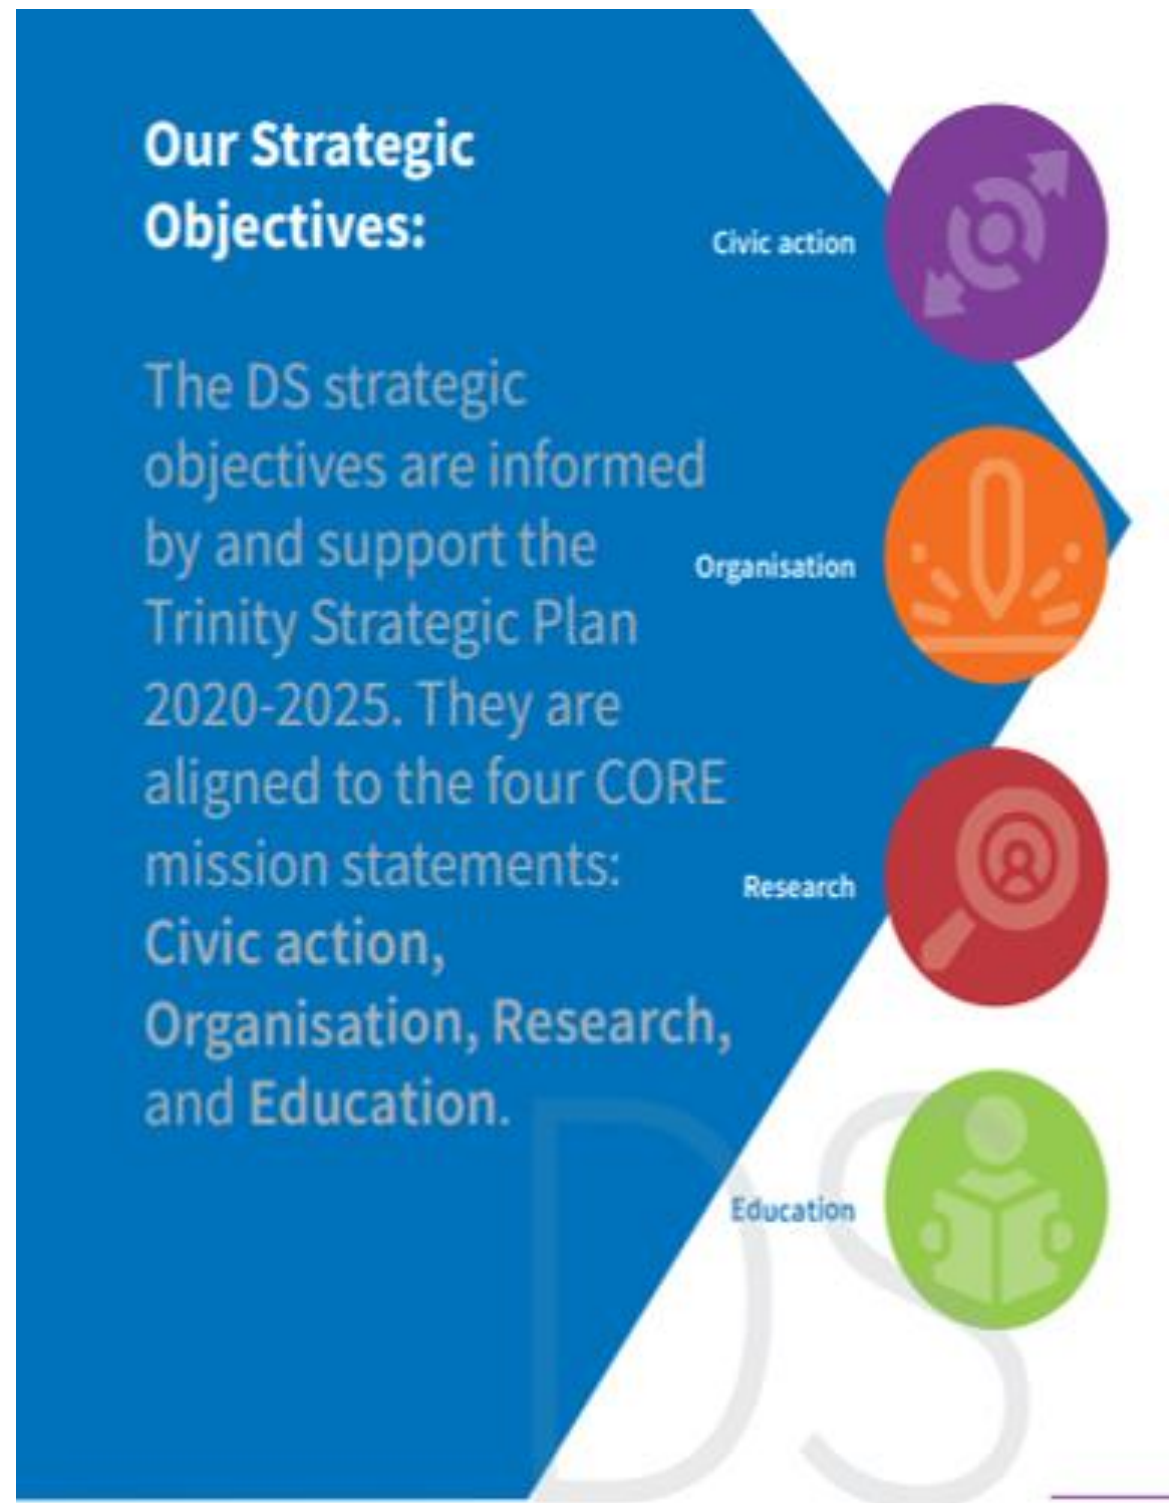 Our Strategic
Objectives:
The DS strategic
objectives are informed
by and support the
Trinity Strategic Plan
2020-2025. They are
aligned to the four CORE
mission statements:
Civic action,
Organisation, Research,
and Education.
Civic action
Organisation
Research
Education
DS